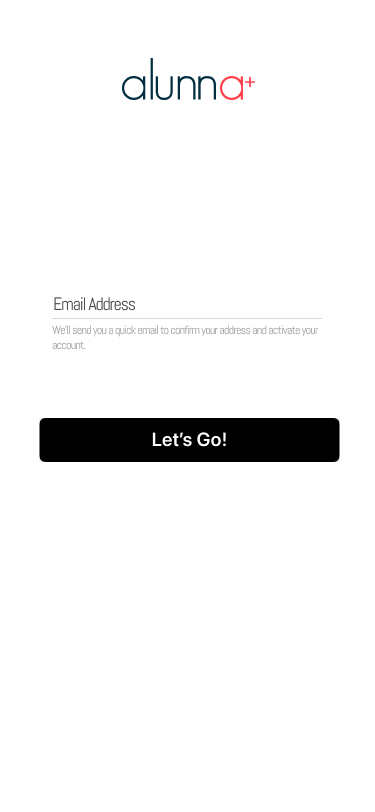 alunna+
Email Address
We'll send you a quick email to confirm your address and activate your
account.
Let's Go!